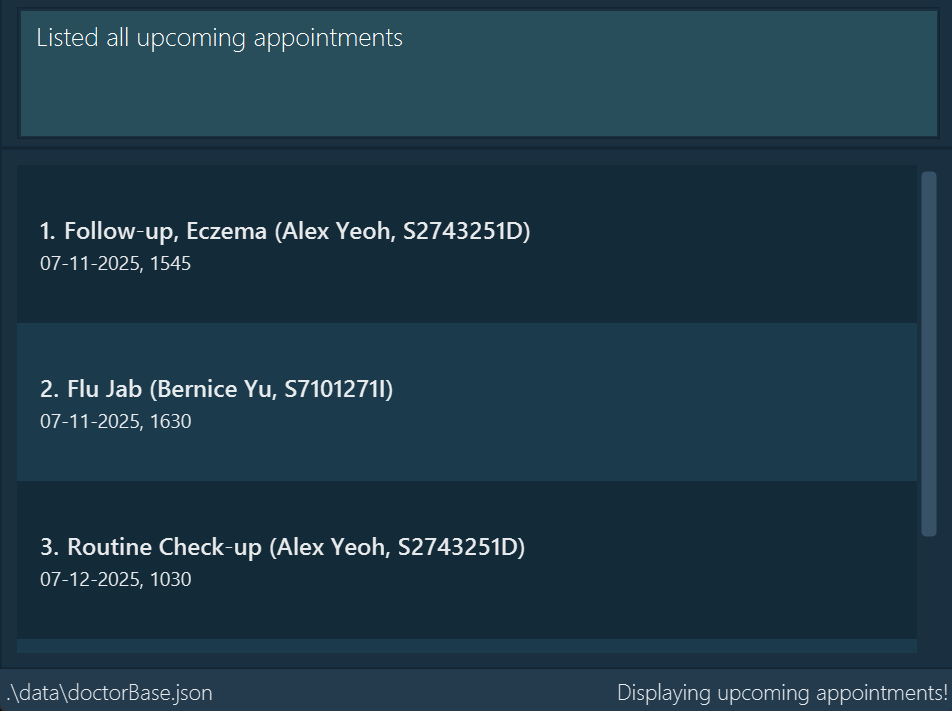 Listed all upcoming appointments
1. Follow-up, Eczema (Alex Yeoh, S2743251D)
07-11-2025, 1545
2. Flu Jab (Bernice Yu, S7101271I)
07-11-2025, 1630
3. Routine Check-up (Alex Yeoh, S2743251D)
07-12-2025, 1030
.\data\doctorBase.json
Displaying upcoming appointments!